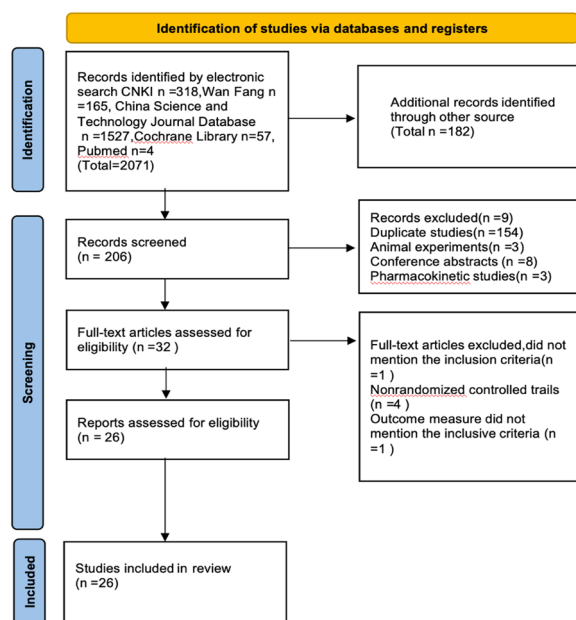 Identification of studies via databases and registers
Identification
Records identified by electronic
search CNKI n =318,Wan Fang n
=165, China Science and
Technology Journal Database
n =1527,Cochrane Library n=57,
Pubmed n=4
(Total=2071)
Additional records identified
through other source
(Total n =182)
Screening
Records screened
(n = 206)
Records excluded(n =9)
Duplicate studies(n =154)
Animal experiments(n =3)
Conference abstracts (n =8)
Pharmacokinetic studies(n =3)
Full-text articles assessed for
eligibility (n =32 )
Full-text articles excluded,did not
mention the inclusion criteria(n
=1 )
Nonrandomized controlled trails
(n =4 )
Outcome measure did not
mention the inclusive criteria (n
=1 )
Reports assessed for eligibility
(n = 26)
Included
Studies included in review
(n =26)